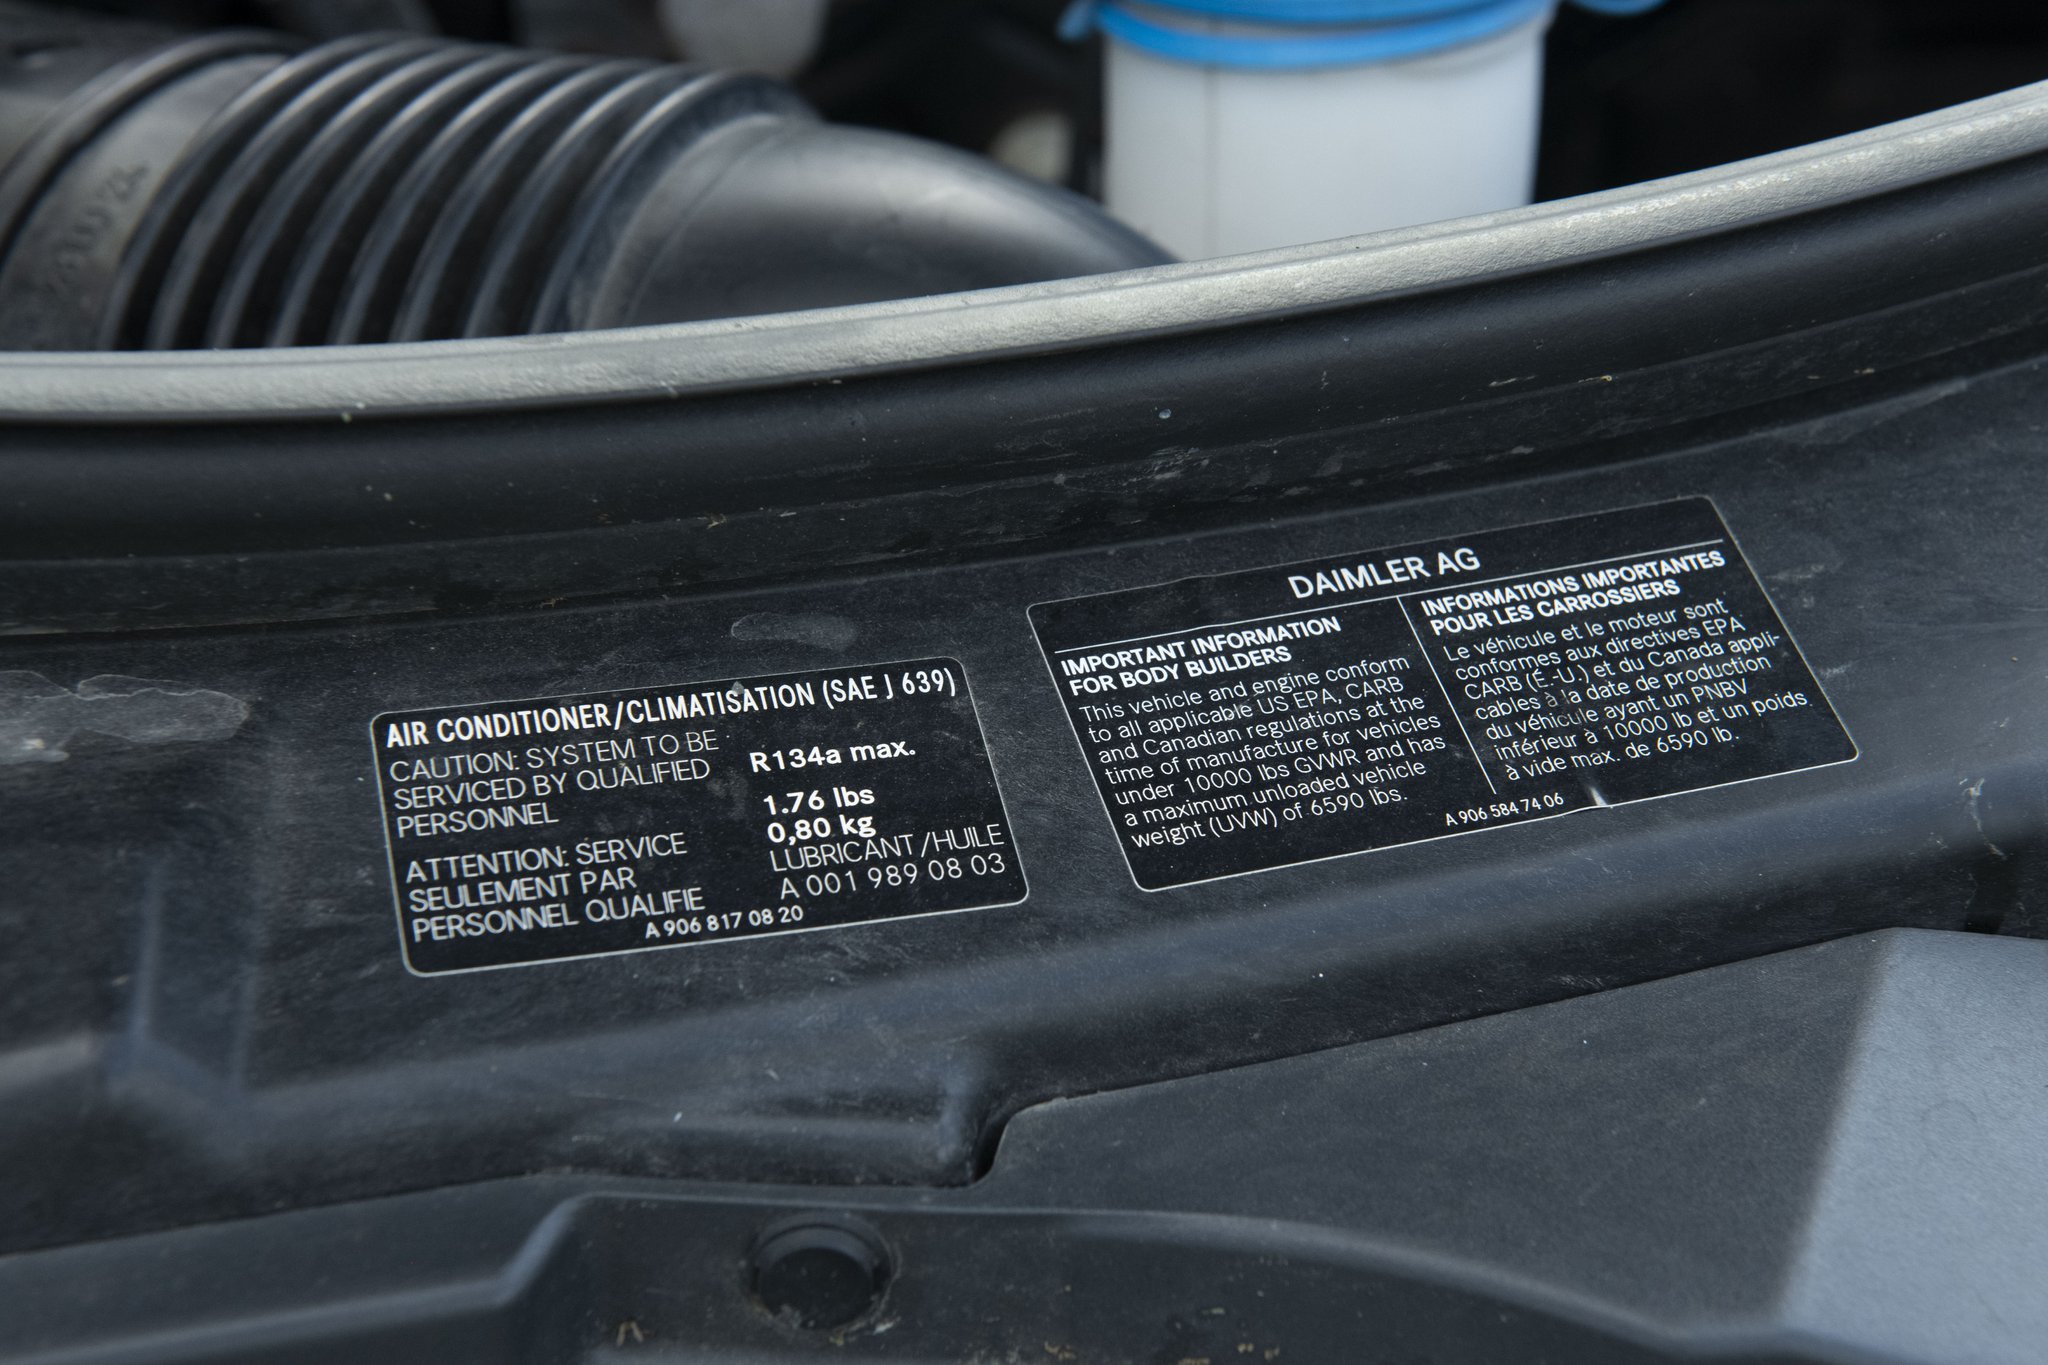 AIR CONDITIONER/CLIMATISATION (SAE J 639)
CAUTION: SYSTEM TO BE
SERVICED BY QUALIFIED
PERSONNEL
R134a max.
1.76 lbs
0,80 kg
ATTENTION: SERVICE
SEULEMENT PAR
PERSONNEL QUALIFIE
LUBRICANT/HUILE
A 001 989 08 03
A 906 817 08 20
DAIMLER AG
IMPORTANT INFORMATION
FOR BODY BUILDERS
This vehicle and engine conform
to all applicable US EPA, CARB
and Canadian regulations at the
time of manufacture for vehicles
under 10000 lbs GVWR and has
a maximum unloaded vehicle
weight (UVW) of 6590 lbs.
INFORMATIONS IMPORTANTES
POUR LES CARROSSIERS
Le véhicule et le moteur sont
conformes aux directives EPA,
CARB (É.-U.) et du Canada appli-
cables à la date de production
du véhicule ayant un PNBV
inférieur à 10000 lb et un poids
à vide max. de 6590 lb.
A 906 584 74 06